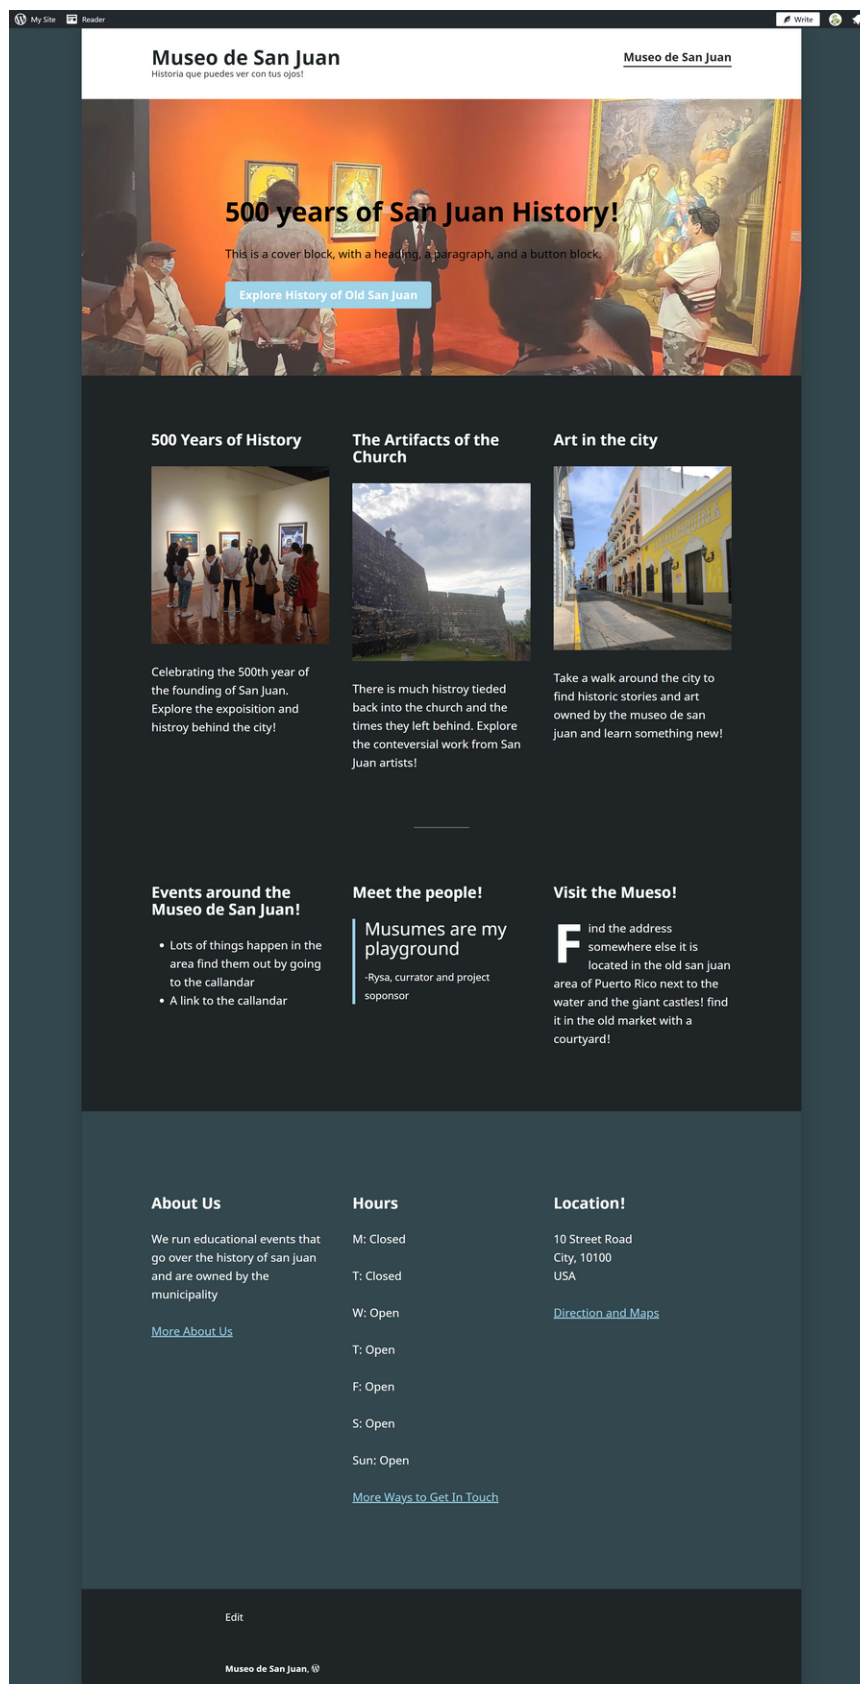 My Site
Reader
Write
Museo de San Juan
Historia que puedes ver con tus ojos!
Museo de San Juan
500 years of San Juan History!
This is a cover block, with a heading, a paragraph, and a button block.
Explore History of Old San Juan
500 Years of History
Celebrating the 500th year of
the founding of San Juan.
Explore the expoisition and
histroy behind the city!
The Artifacts of the
Church
There is much histroy tieded
back into the church and the
times they left behind. Explore
the conteversial work from San
Juan artists!
Art in the city
Take a walk around the city to
find historic stories and art
owned by the museo de san
juan and learn something new!
Events around the
Museo de San Juan!
• Lots of things happen in the
area find them out by going
to the callandar
• A link to the callandar
Meet the people!
Musumes are my
playground
-Rysa, currator and project
soponsor
Visit the Mueso!
Find the address
somewhere else it is
located in the old san juan
area of Puerto Rico next to the
water and the giant castles! find
it in the old market with a
courtyard!
About Us
We run educational events that
go over the history of san juan
and are owned by the
municipality
More About Us
Hours
M: Closed
T: Closed
W: Open
T: Open
F: Open
S: Open
Sun: Open
More Ways to Get In Touch
Location!
10 Street Road
City, 10100
USA
Direction and Maps
Edit
Museo de San Juan,